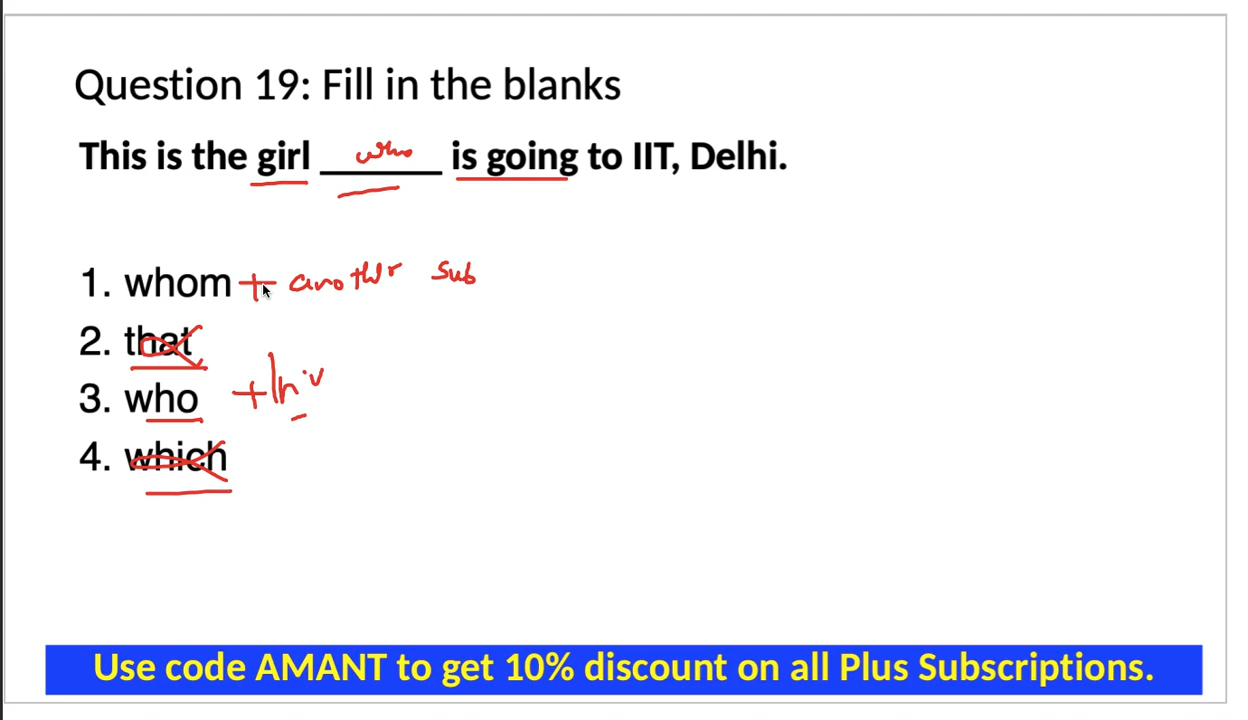 Question 19: Fill in the blanks
This is the girl who is going to IIT, Delhi.
1. whom + another sub
2. that
3. who +
4. which
Use code AMANT to get 10% discount on all Plus Subscriptions.